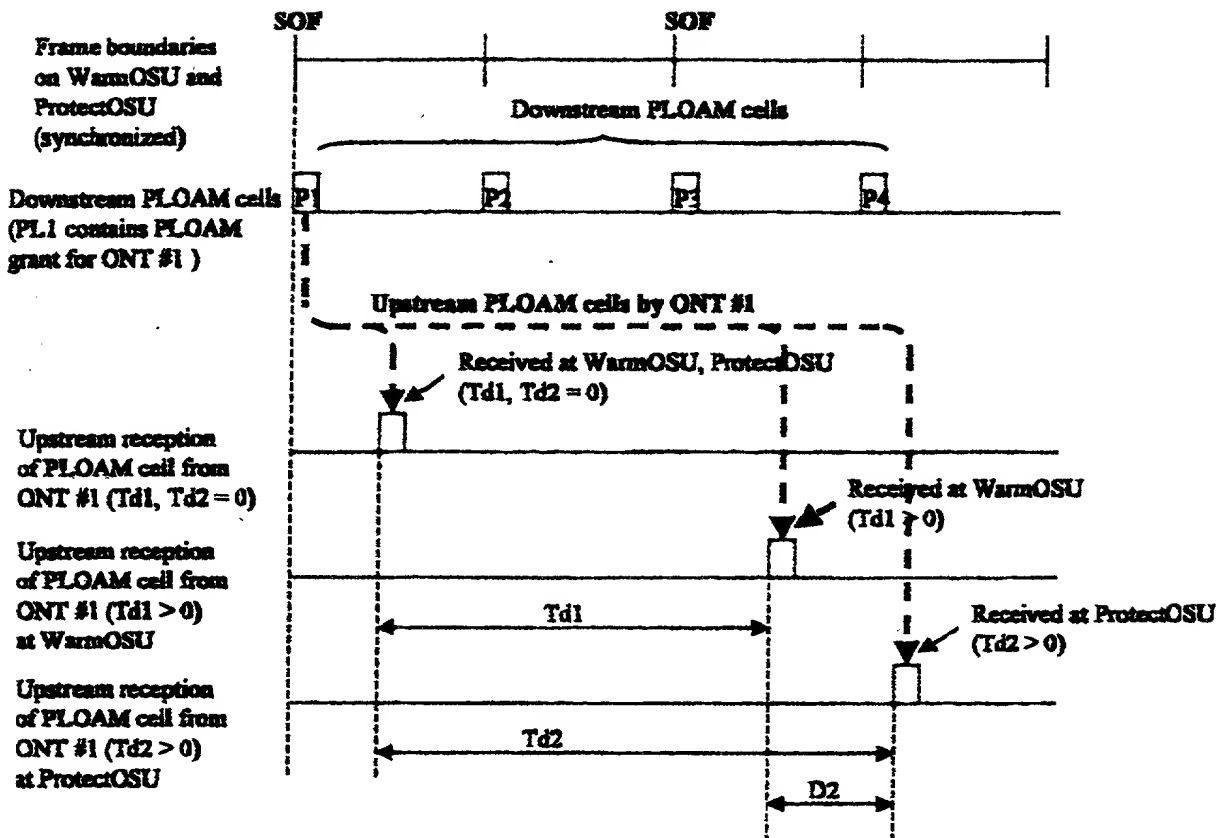 SOF
SOF
Frame boundaries
on WarmOSU and
ProtectOSU
(synchronized)
Downstream PLOAM cells
P1
P2
P3
P4
Downstream PLOAM cells
(PL1 contains PLOAM
grant for ONT #1 )
Upstream PLOAM cells by ONT #1
Received at WarmOSU, ProtectOSU
(Td1, Td2 = 0)
Upstream reception
of PLOAM cell from
ONT #1 (Td1, Td2 = 0)
Received at WarmOSU
(Td1 > 0)
Upstream reception
of PLOAM cell from
ONT #1 (Td1 > 0)
at WarmOSU
Td1
Received at ProtectOSU
(Td2 > 0)
Upstream reception
of PLOAM cell from
ONT #1 (Td2 > 0)
at ProtectOSU
Td2
D2